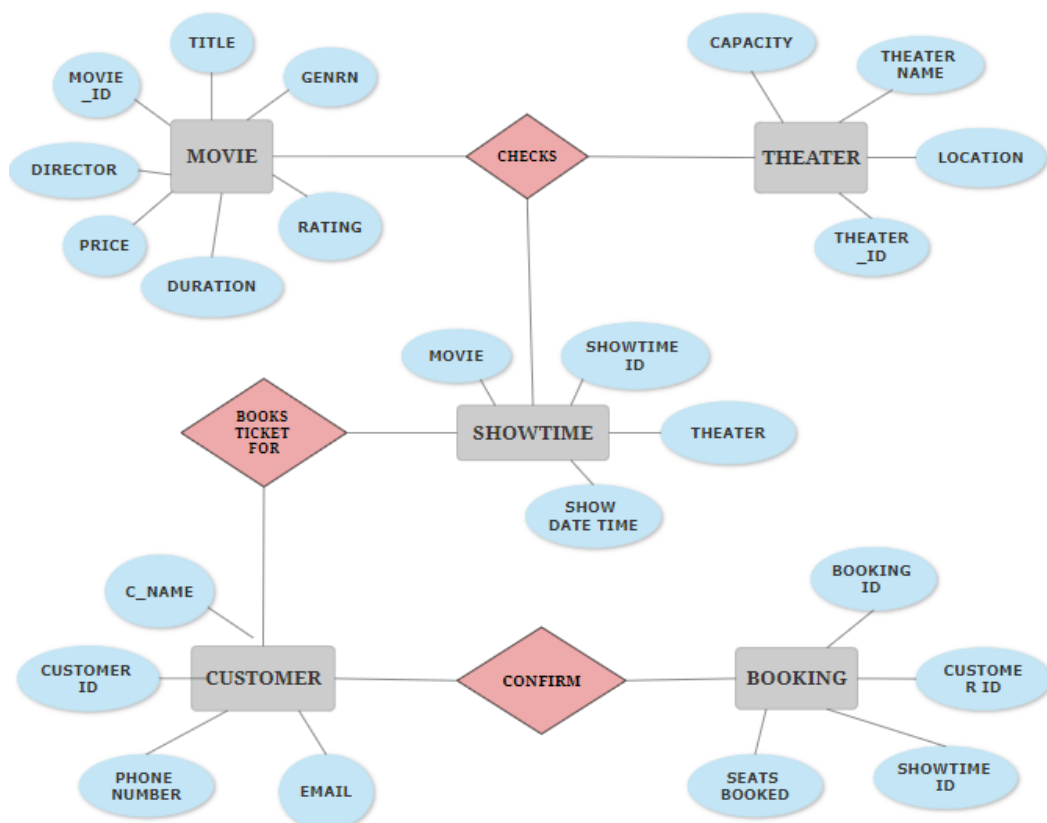 TITLE
CAPACITY
MOVIE
_ID
GENRN
THEATER
NAME
MOVIE
CHECKS
THEATER
LOCATION
DIRECTOR
RATING
PRICE
THEATER
_ID
DURATION
MOVIE
SHOWTIME
ID
BOOKS
TICKET
FOR
SHOWTIME
THEATER
SHOW
DATE TIME
C_NAME
BOOKING
ID
CUSTOMER
ID
CUSTOMER
CONFIRM
BOOKING
CUSTOME
R ID
PHONE
NUMBER
EMAIL
SEATS
BOOKED
SHOWTIME
ID